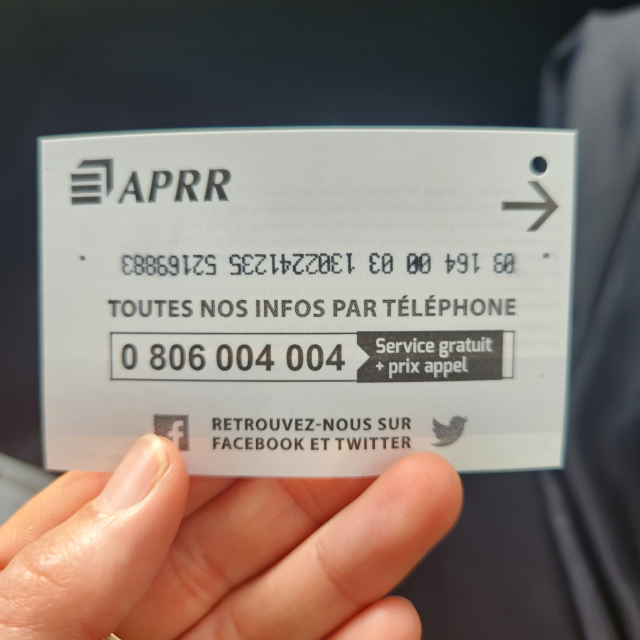 APRR
164 00 03 1302241235 52169883
TOUTES NOS INFOS PAR TÉLÉPHONE
0 806 004 004 Service gratuit
+ prix appel
RETROUVEZ-NOUS SUR
FACEBOOK ET TWITTER